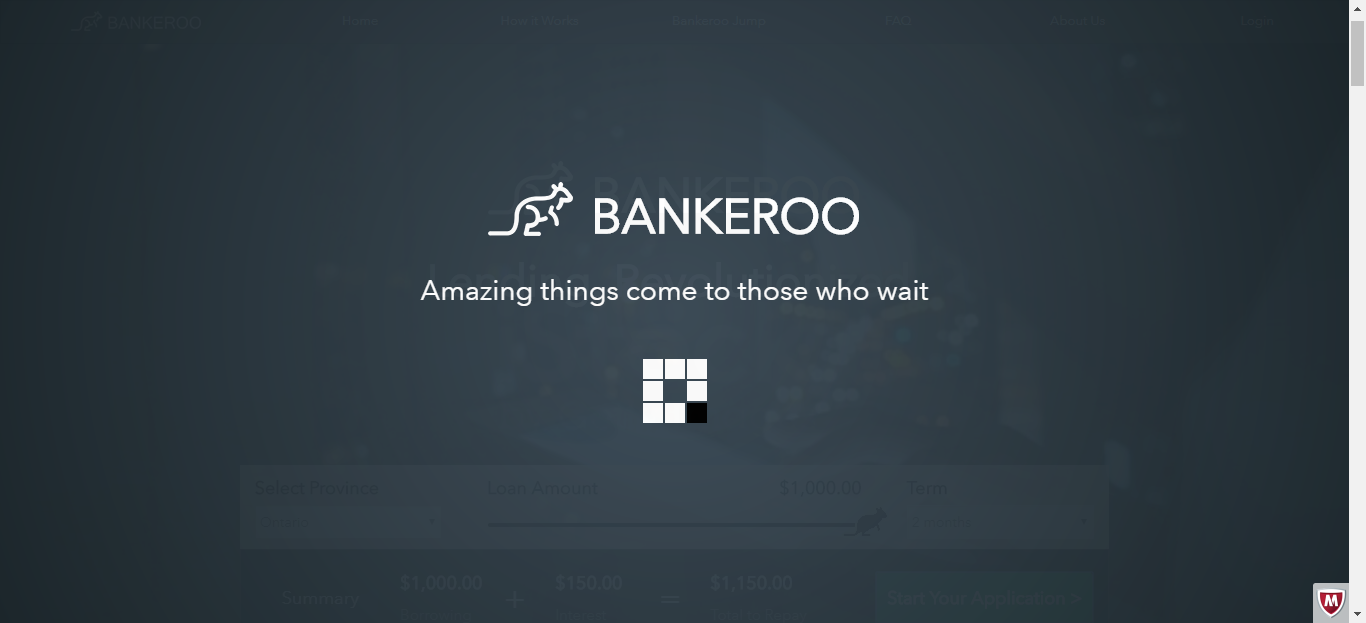 BANKEROO
Home
How It Works
Bankeroo Jump
FAQ
About Us
Login
BANKEROO
Amazing things come to those who wait
Select Province
Loan Amount
$1,000.00
Term
$1,000.00
$150.00
$1,150.00
Summary
+
=
Start Your Application >